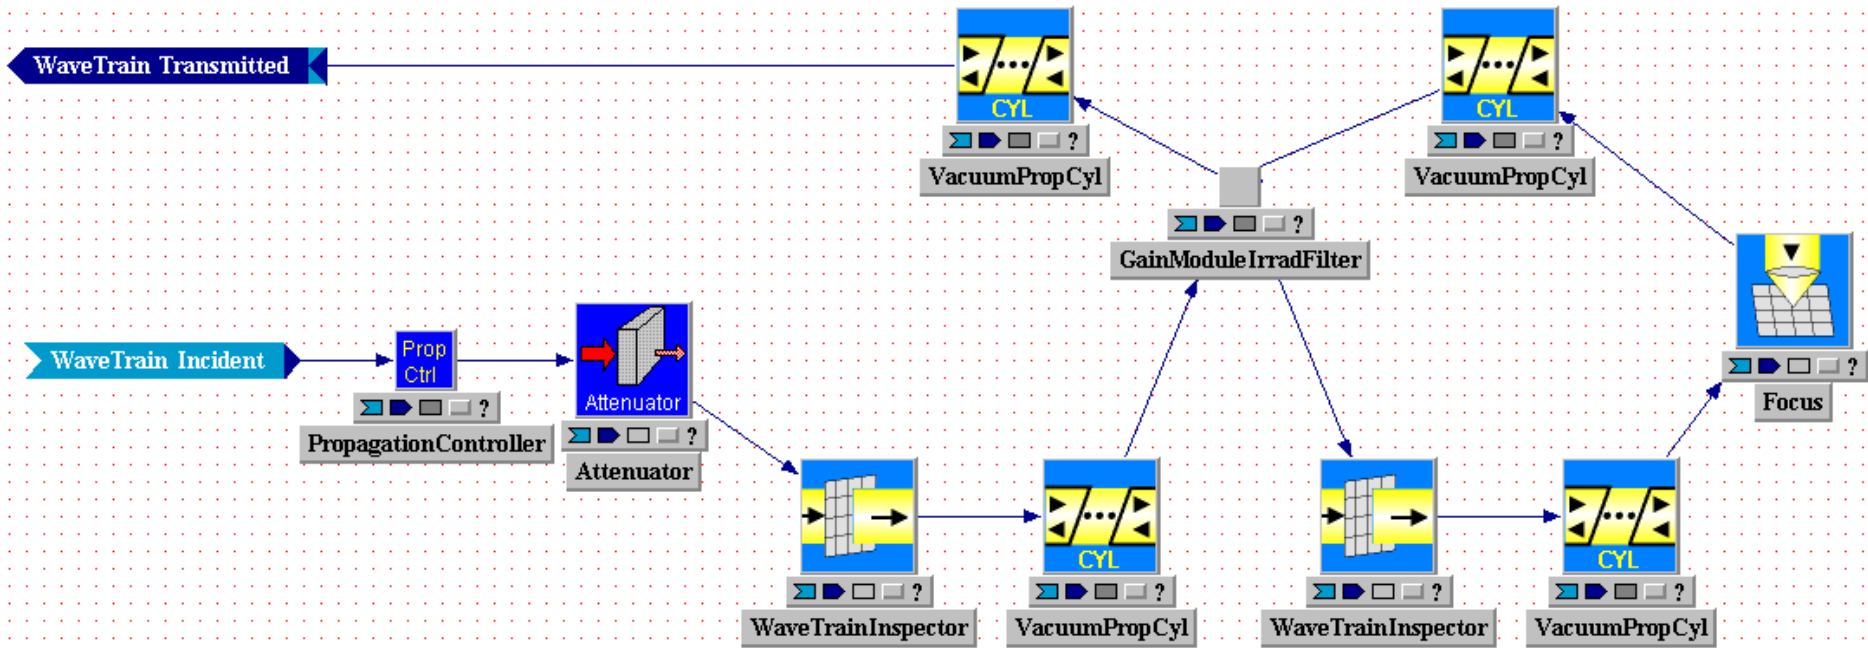 WaveTrain Transmitted
CYL
?
VacuumPropCyl
CYL
?
VacuumPropCyl
?
GainModuleIrradFilter
WaveTrain Incident
Prop
Ctrl
?
PropagationController
Attenuator
?
Attenuator
?
Focus
?
WaveTrainInspector
CYL
?
VacuumPropCyl
?
WaveTrainInspector
CYL
?
VacuumPropCyl